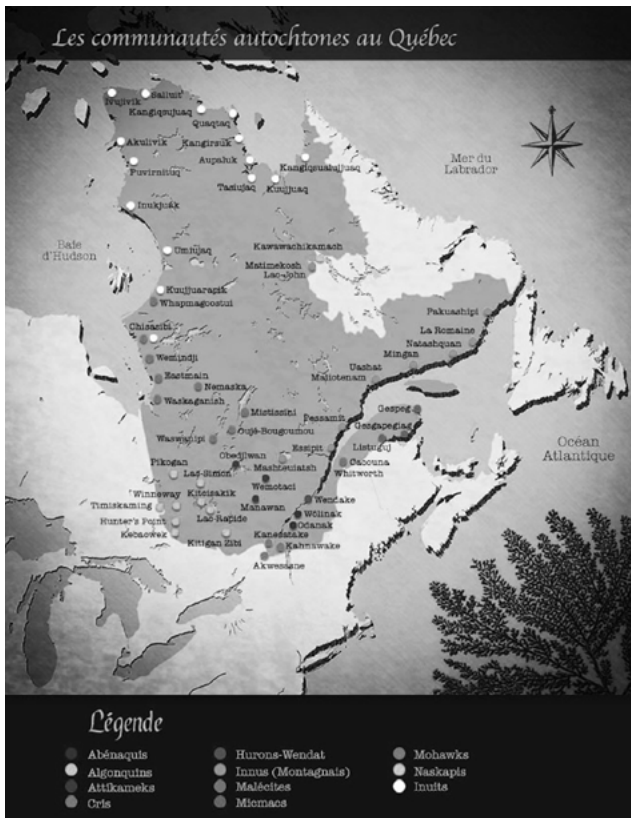 Les communautés autochtones au Québec
Ivujivik
Salluit
Kangiqsujuaq
Quaqtaq
Akulivik
Kangirsuk
Puvirnituq
Aupaluk
Kangiqsualujjuaq
Tasiujaq
Kuujjuaq
Mer du
Labrador
Inukjuak
Baie
d'Hudson
Umiujaq
Kawawachikamach
Matimekosh
Lac-John
Kuujjuarapik
Whapmagoostui
Pakuashipi
Chisasibi
La Romaine
Natashquan
Wemindji
Mingan
Uashat
Maliotenam
Eastmain
Nemaska
Waskaganish
Mistissini
Gespeg
Pessamit
Gesgapegiag
Oujé-Bougoumou
Waswanipi
Essipit
Listuguj
Océan
Atlantique
Obedjiwan
Pikogan
Lac-Simon
Mashteuiatsh
Cacouna
Whitworth
Wemotaci
Winneway
Kitcisakik
Manawan
Wendake
Timiskaming
Wôlinak
Hunter's Point
Lac-Rapide
Odanak
Kebaowek
Kanesatake
Kitigan Zibi
Kahnawake
Akwesasne
Légende
Abénaquis
Algonquins
Attikameks
Cris
Hurons-Wendat
Innus (Montagnais)
Malécites
Micmacs
Mohawks
Naskapis
Inuits